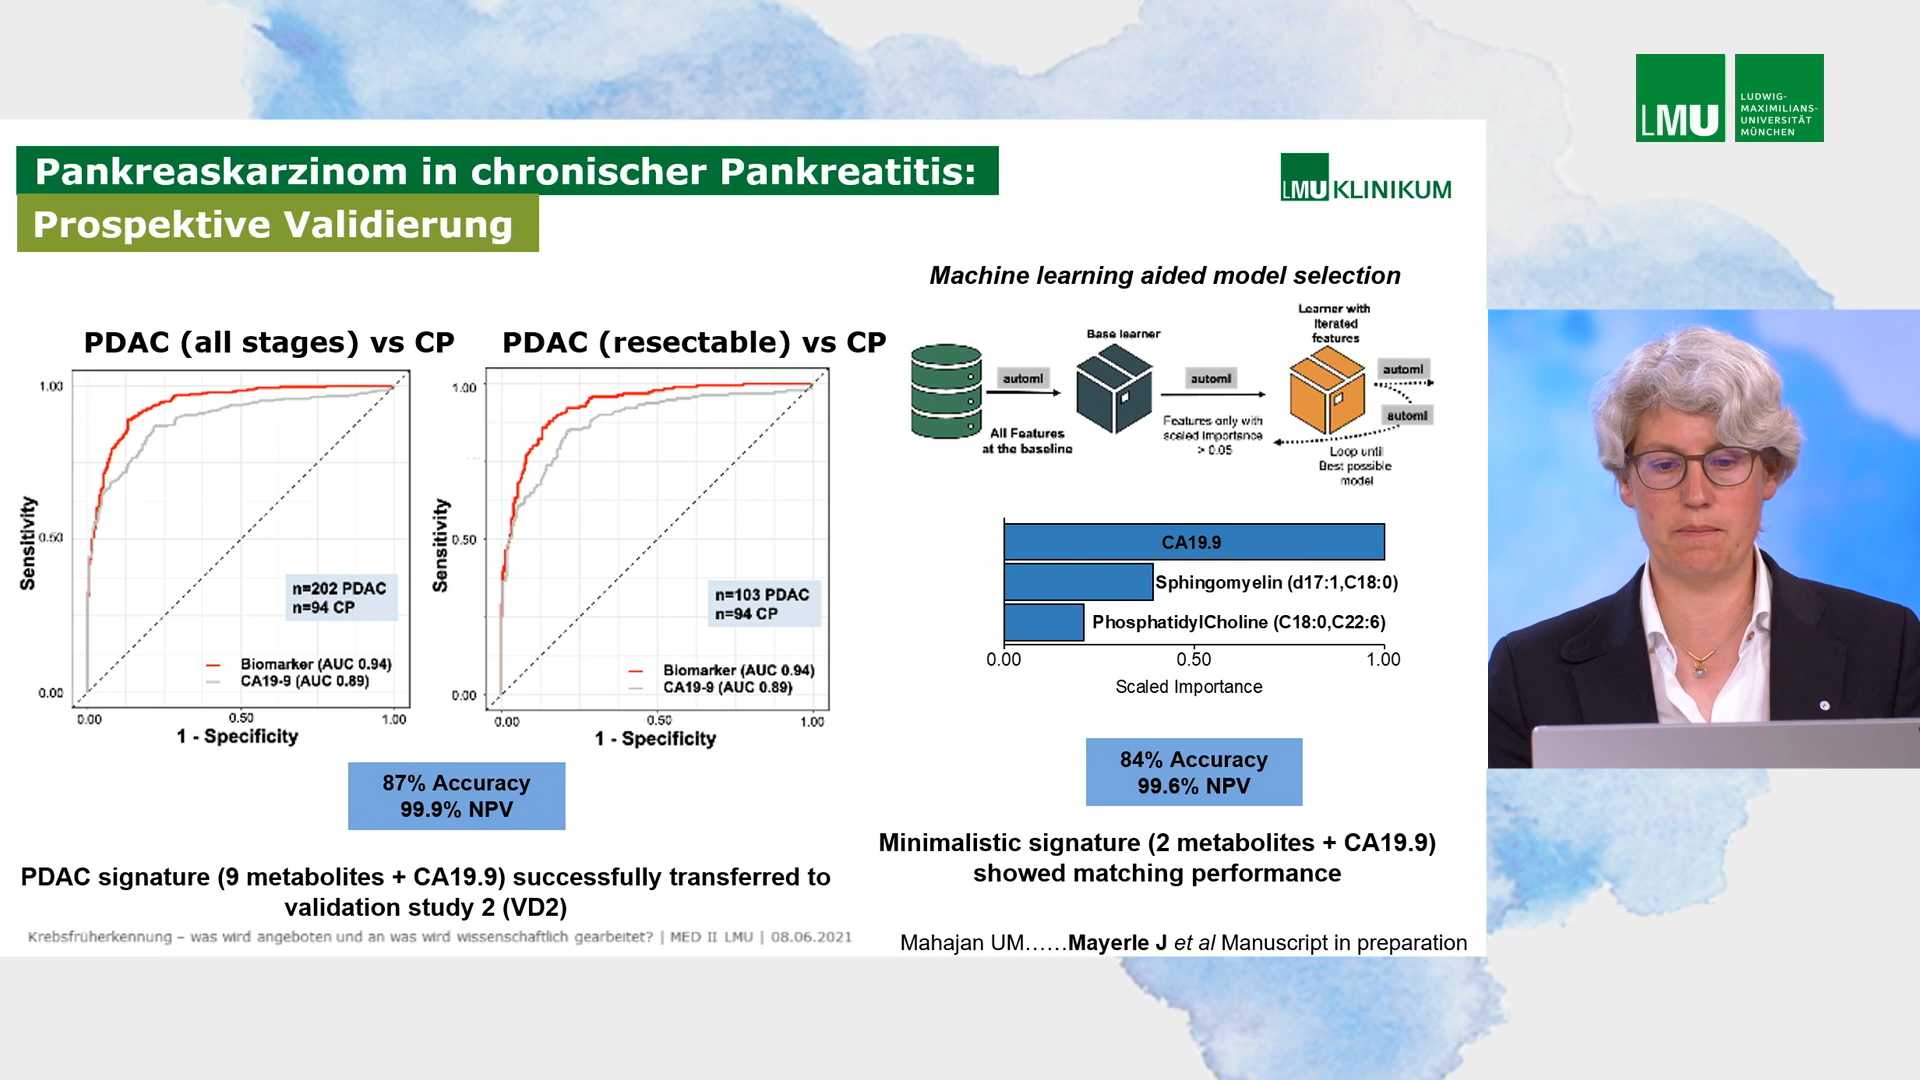 LMU
LUDWIG-
MAXIMILIANS-
UNIVERSITÄT
MÜNCHEN
Pankreaskarzinom in chronischer Pankreatitis:
Prospektive Validierung
LMU KLINIKUM
PDAC (all stages) vs CP
Sensitivity
1.00
0.50
0.00
n=202 PDAC
n=94 CP
Biomarker (AUC 0.94)
CA19-9 (AUC 0.89)
0.00 0.50 1.00
1 - Specificity
PDAC (resectable) vs CP
Sensitivity
1.00
0.50
0.00
n=103 PDAC
n=94 CP
Biomarker (AUC 0.94)
CA19-9 (AUC 0.89)
0.00 0.50 1.00
1 - Specificity
87% Accuracy
99.9% NPV
PDAC signature (9 metabolites + CA19.9) successfully transferred to
validation study 2 (VD2)
Machine learning aided model selection
automl
All Features
at the baseline
Base learner
automl
Features only with
scaled importance
> 0.05
Learner with
Iterated
features
automl
automl
Loop until
Best possible
model
CA19.9
Sphingomyelin (d17:1,C18:0)
PhosphatidylCholine (C18:0,C22:6)
0.00 0.50 1.00
Scaled Importance
84% Accuracy
99.6% NPV
Minimalistic signature (2 metabolites + CA19.9)
showed matching performance
Krebsfrüherkennung – was wird angeboten und an was wird wissenschaftlich gearbeitet? | MED II LMU | 08.06.2021
Mahajan UM……Mayerle J et al Manuscript in preparation